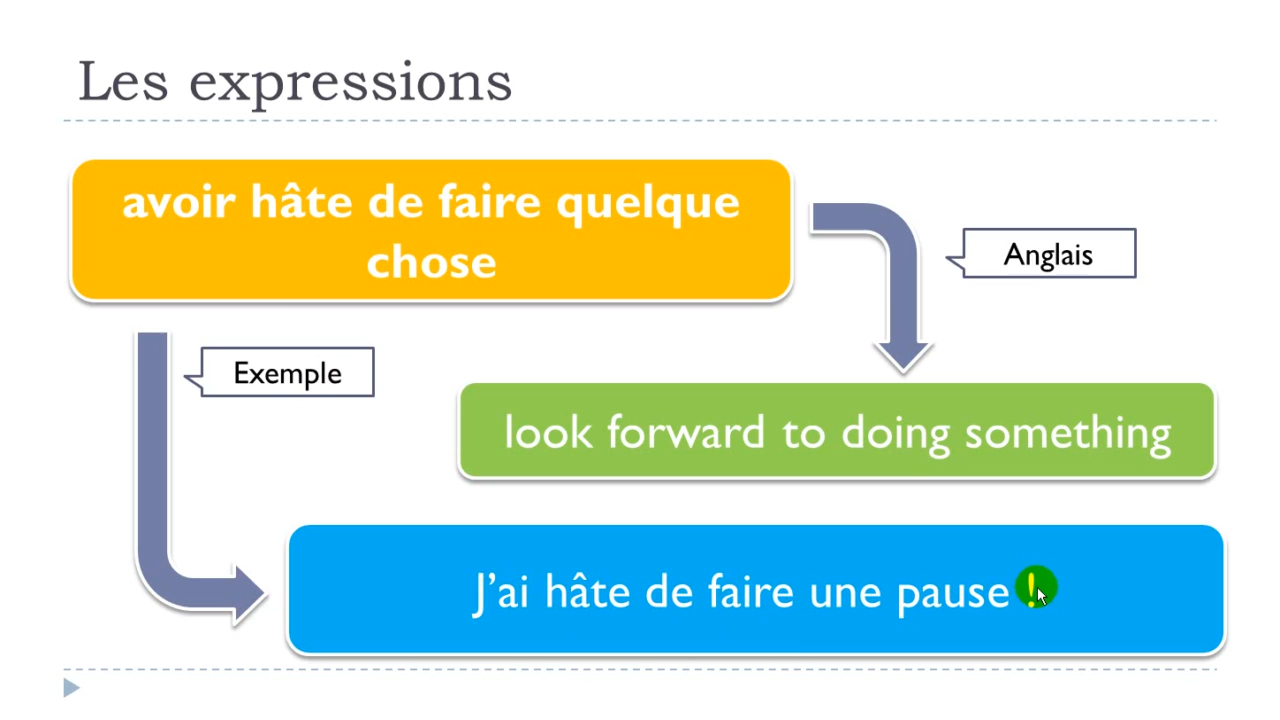 Les expressions
avoir hâte de faire quelque
chose
Anglais
Exemple
look forward to doing something
J’ai hâte de faire une pause !